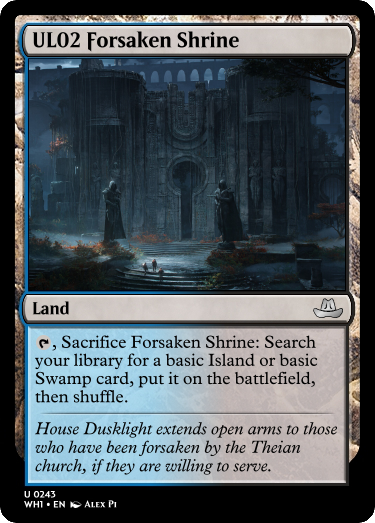 UL02 Forsaken Shrine
Land
, Sacrifice Forsaken Shrine: Search
your library for a basic Island or basic
Swamp card, put it on the battlefield,
then shuffle.
House Dusklight extends open arms to those
who have been forsaken by the Theian
church, if they are willing to serve.
U 0243
WH1 • EN Alex Pi